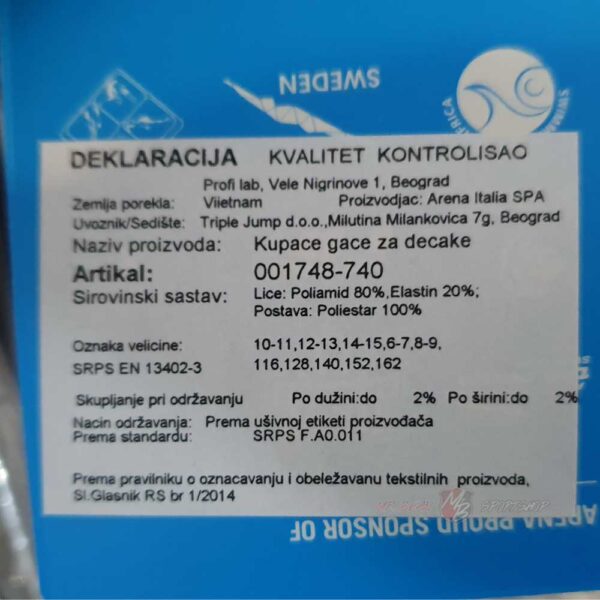 SWEDEN
AFRICA
DEKLARACIJA KVALITET KONTROLISAO
Profi lab, Vele Nigrinove 1, Beograd
Zemlja porekla: Viietnam Proizvodjac: Arena Italia SPA
Uvoznik/Sedište: Triple Jump d.o.o.,Milutina Milankovica 7g, Beograd
Naziv proizvoda: Kupace gace za decake
Artikal: 001748-740
Sirovinski sastav: Lice: Poliamid 80%,Elastin 20%;
Postava: Poliestar 100%
Oznaka velicine: 10-11,12-13,14-15,6-7,8-9,
SRPS EN 13402-3 116,128,140,152,162
Skupljanje pri održavanju Po dužini:do 2% Po širini:do 2%
Nacin održavanja: Prema ušivnoj etiketi proizvođača
Prema standardu: SRPS F.A0.011
Prema pravilniku o oznacavanju i obeležavanu tekstilnih proizvoda,
Sl.Glasnik RS br 1/2014
MB
ARENA PROUD SPONSOR OF